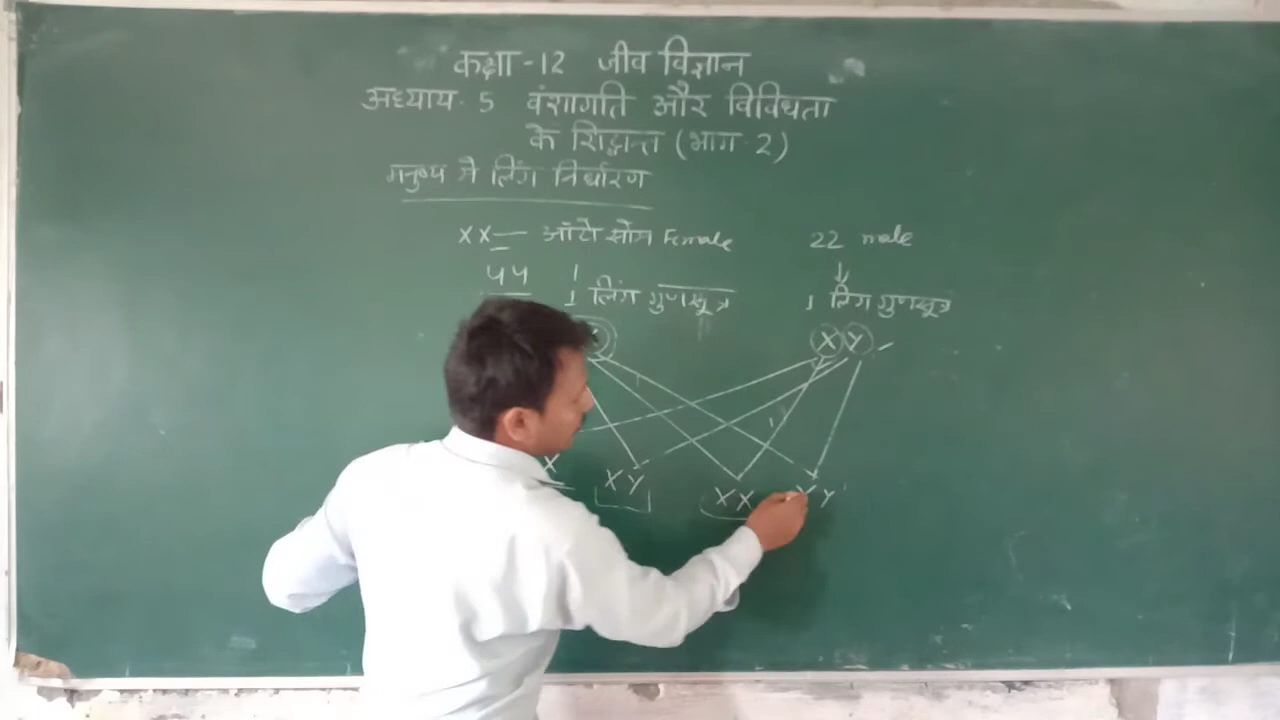 कक्षा-12 जीव विज्ञान
अध्याय- 5 वंशागति और विविधता
के सिद्धान्त (भाग-2)
मनुष्य मे लिंग निर्धारण
XX— ऑटो सोम Female 22 male
44 1
1 लिंग गुणसूत्र 1 लिंग गुणसूत्र
X Y
X XY XX XY